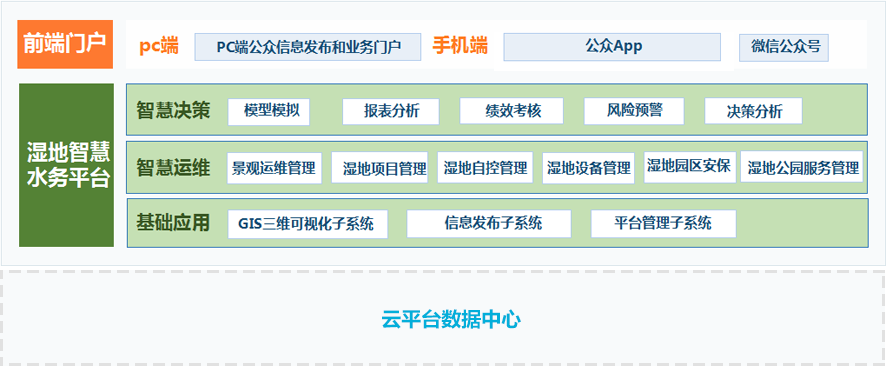 前端门户
pc端
PC端公众信息发布和业务门户
手机端
公众App
微信公众号
湿地智慧
水务平台
智慧决策
模型模拟
报表分析
绩效考核
风险预警
决策分析
智慧运维
景观运维管理
湿地项目管理
湿地自控管理
湿地设备管理
湿地园区安保
湿地公园服务管理
基础应用
GIS三维可视化子系统
信息发布子系统
平台管理子系统
云平台数据中心